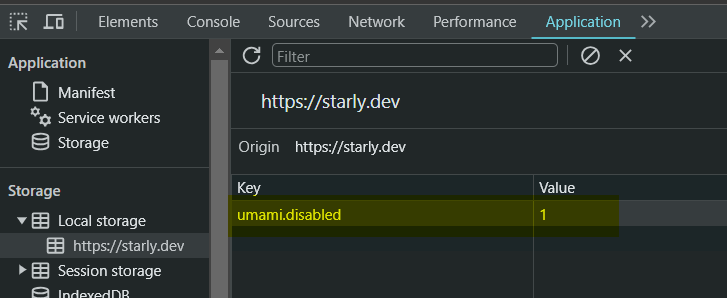 Elements Console Sources Network Performance Application
Application
Manifest
Service workers
Storage
Storage
Local storage
https://starly.dev
Session storage
IndexedDB
Filter
https://starly.dev
Origin https://starly.dev
Key Value
umami.disabled 1